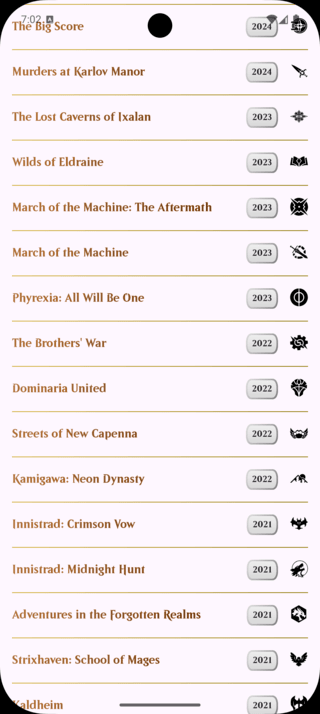 7:02
The Big Score 2024
Murders at Karlov Manor 2024
The Lost Caverns of Ixalan 2023
Wilds of Eldraine 2023
March of the Machine: The Aftermath 2023
March of the Machine 2023
Phyrexia: All Will Be One 2023
The Brothers' War 2022
Dominaria United 2022
Streets of New Capenna 2022
Kamigawa: Neon Dynasty 2022
Innistrad: Crimson Vow 2021
Innistrad: Midnight Hunt 2021
Adventures in the Forgotten Realms 2021
Strixhaven: School of Mages 2021
Kaldheim 2021